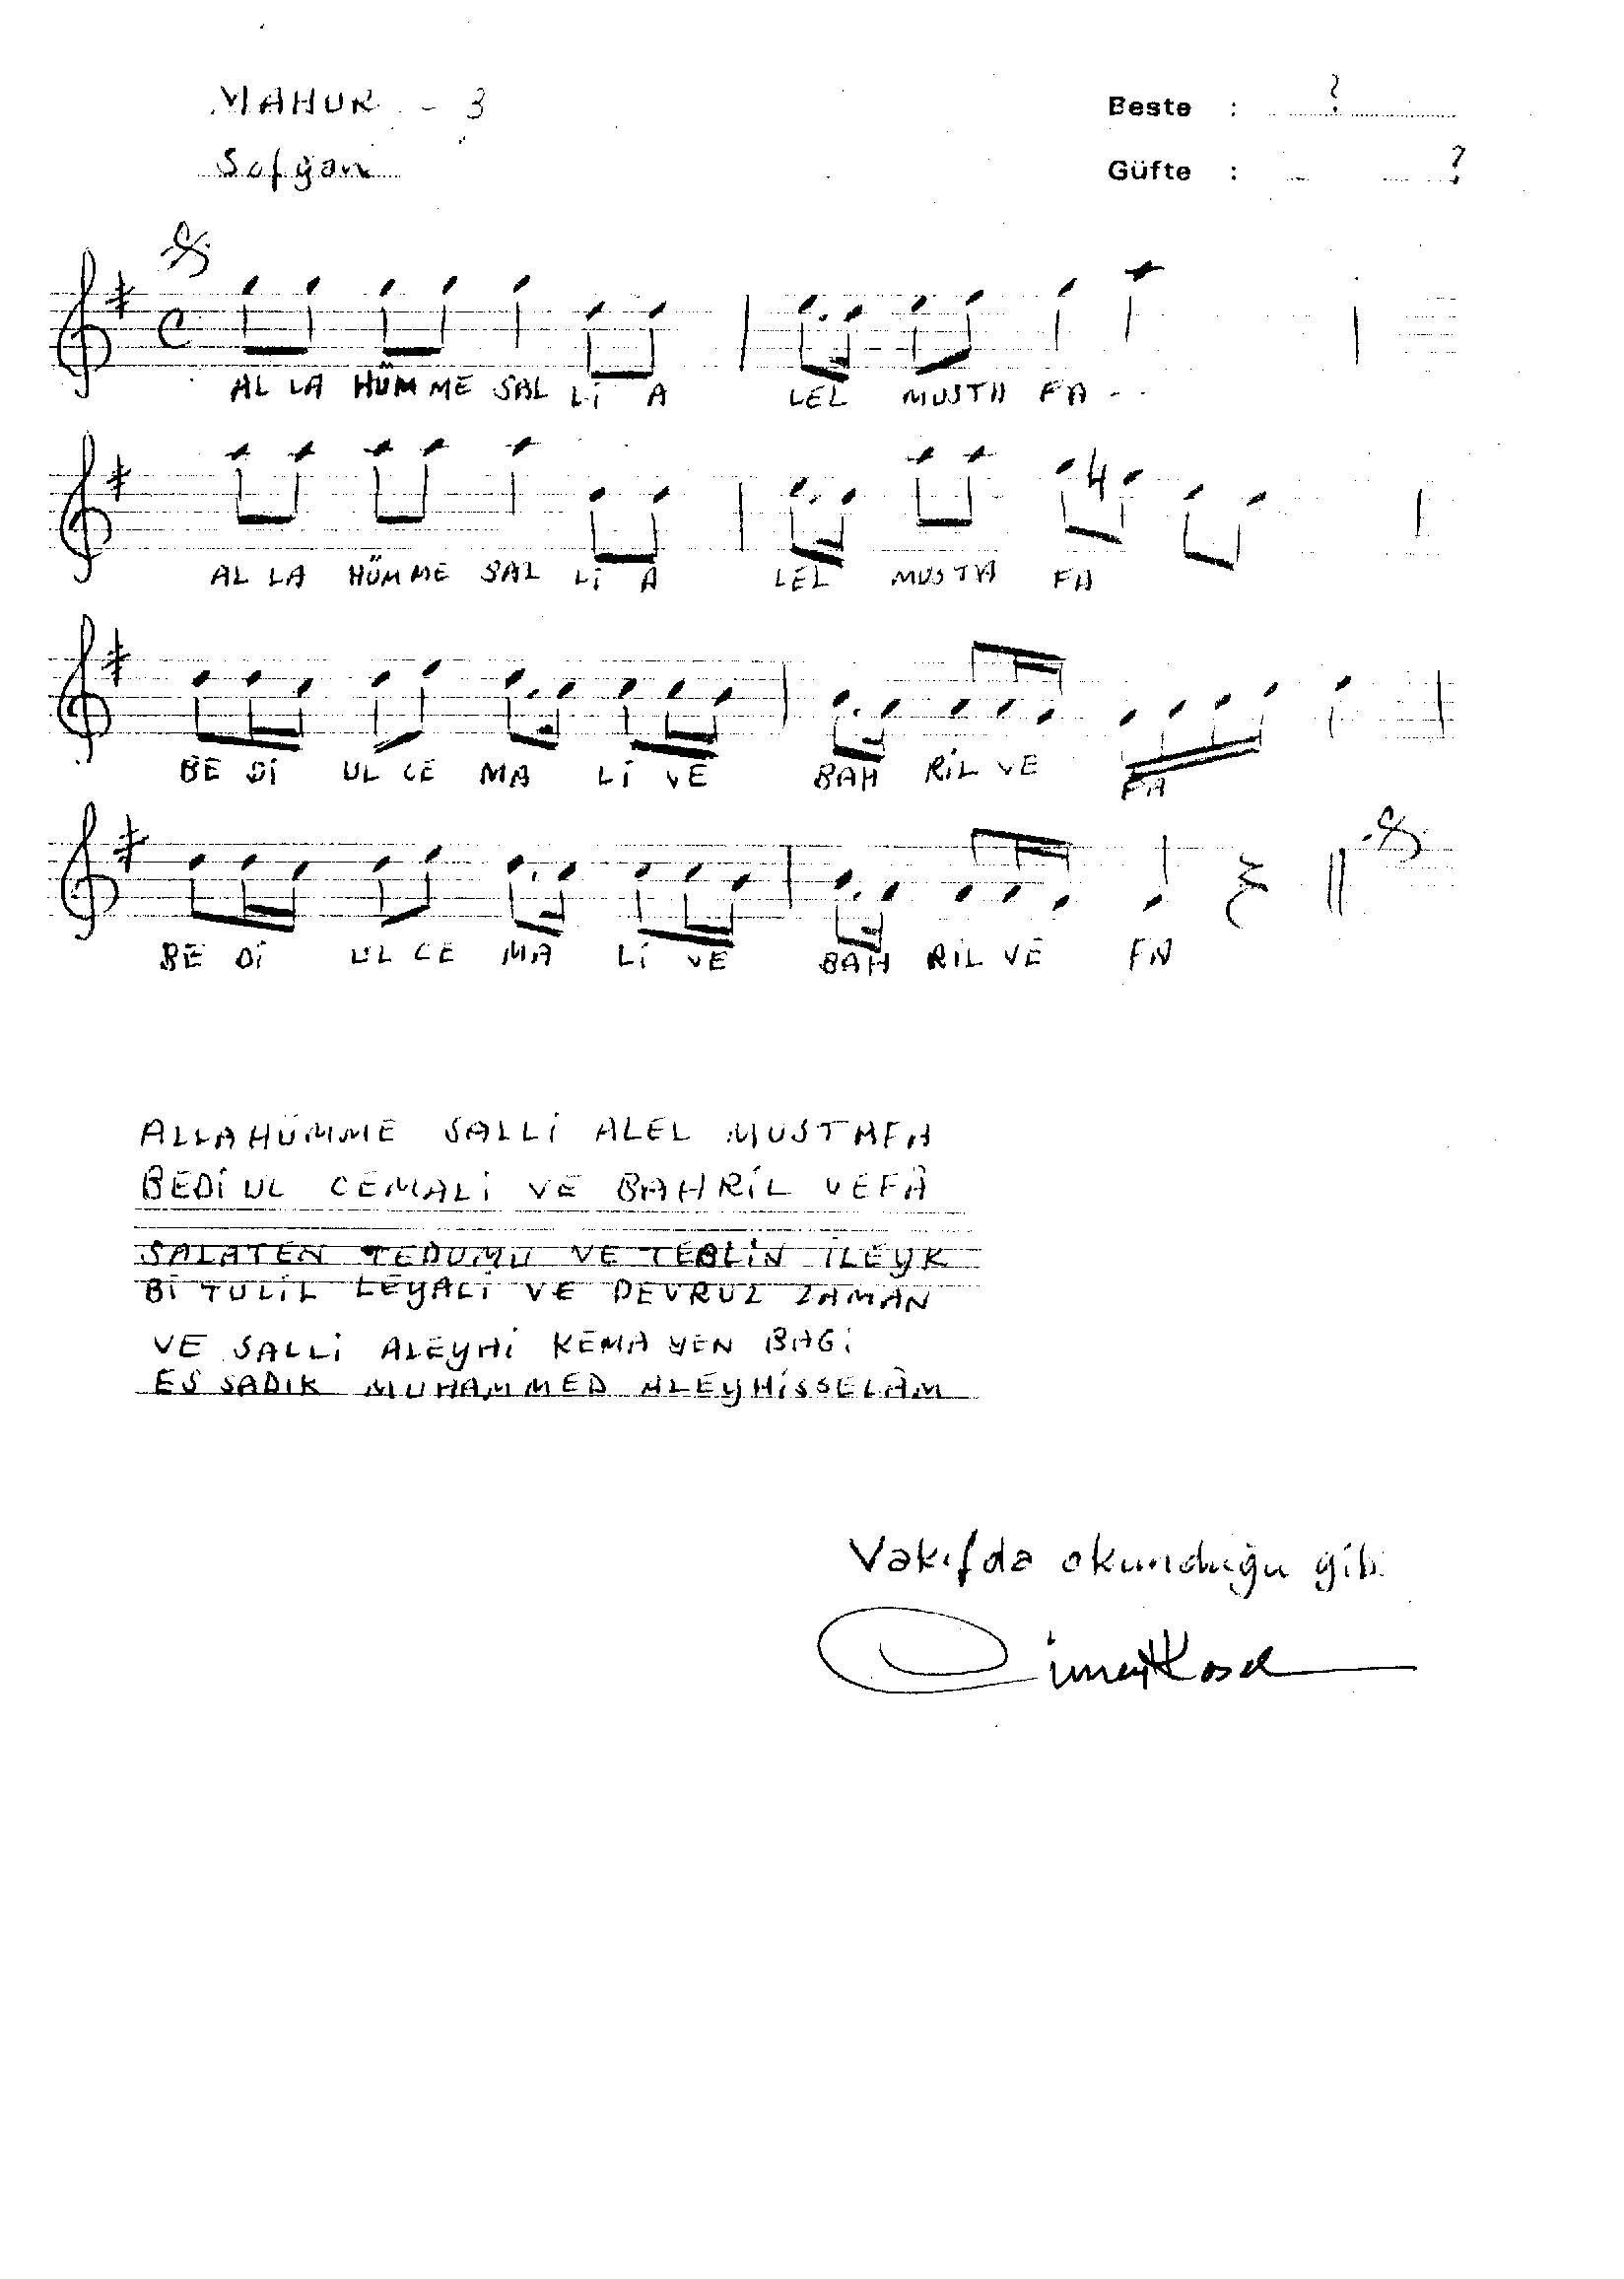 MAHUR - 3
Beste : ?
Sofyan
Güfte : ?
AL LA HÜM ME SAL Lİ A LEL MUSTA FA - -
AL LA HÜM ME SAL Lİ A LEL MUSTA FA
BE Dİ UL CE MA Lİ VE BAH RİL VE FA
BE Dİ UL CE MA Lİ VE BAH RİL VE FA
ALLAHÜMME SALLİ ALEL MUSTAFA
BEDİ UL CEMALİ VE BAHRİL VEFÂ
SALATEN TEDUMU VE TEBLİN İLEYK
Bİ TULİL LEYALİ VE DEVRUZ ZAMAN
VE SALLİ ALEYHİ KEMA YEN BAGİ
ES SADIK MUHAMMED ALEYHİSSELÂM
Vakıfda okunduğu gibi